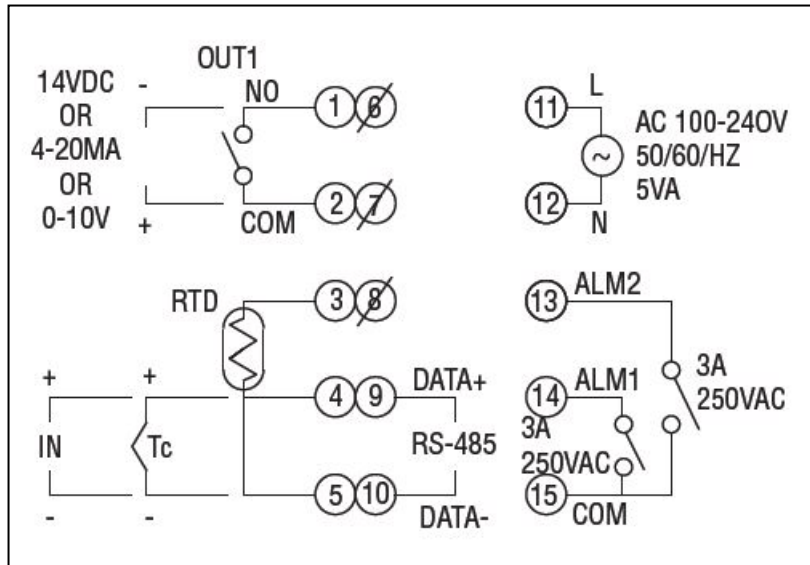 OUT1
14VDC
OR
4-20MA
OR
0-10V
-
+
NO
COM
1
6
2
7
11
12
L
N
~
AC 100-24OV
50/60/HZ
5VA
RTD
3
8
4
9
5
10
+
IN
-
+
Tc
-
DATA+
RS-485
DATA-
13
ALM2
14
ALM1
15
COM
3A
250VAC
3A
250VAC